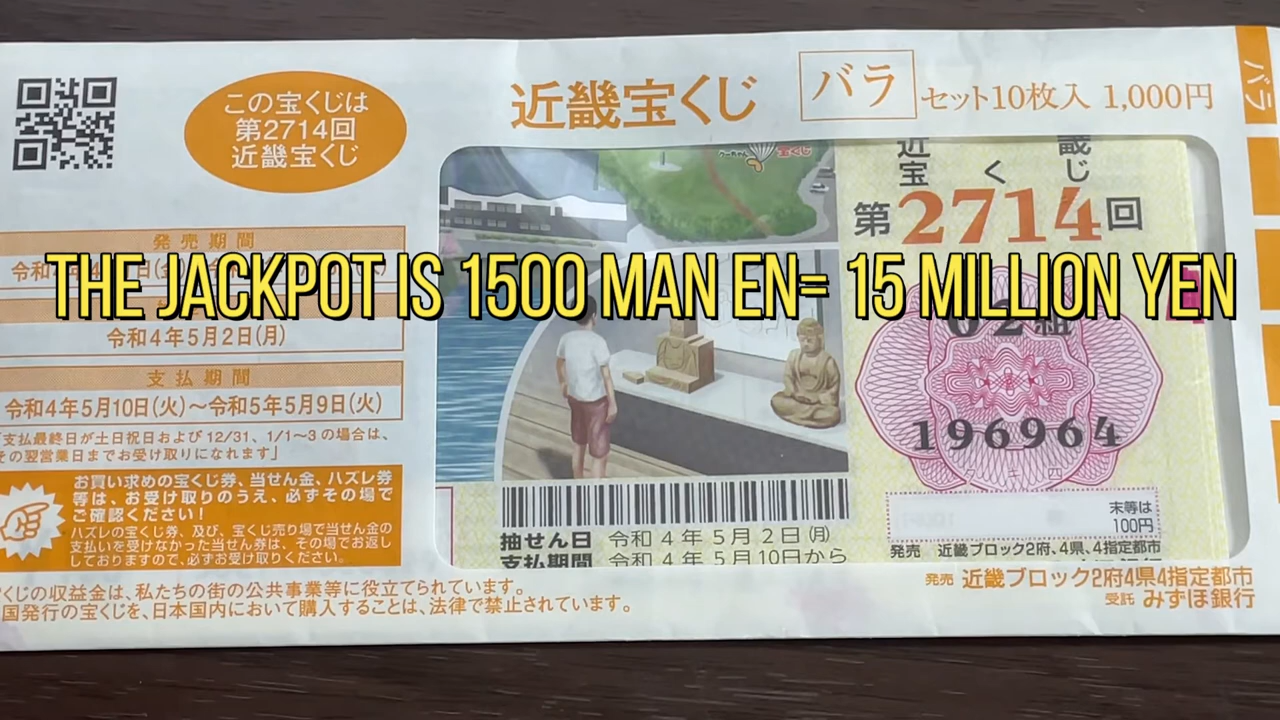 この宝くじは
第2714回
近畿宝くじ
近畿宝くじ
バラ
セット10枚入 1,000円
バラ
クーちゃん
宝くじ
近畿
宝くじ
第2714回
発売期間
THE JACKPOT IS 1500 MAN EN= 15 MILLION YEN
62組
令和4年5月2日(月)
支払期間
令和4年5月10日(火)～令和5年5月9日(火)
支払最終日が土日祝日および12/31、1/1～3の場合は、
その翌営業日までお受け取りになれます」
196964
お買い求めの宝くじ券、当せん金、ハズレ券
等は、お受け取りのうえ、必ずその場で
ご確認ください!
ハズレの宝くじ券、及び、宝くじ売り場で当せん金の
支払いを受けなかった当せん券は、その場でお返し
しておりますので、必ずお受け取りください。
抽せん日 令和4年5月2日(月)
支払期間 令和4年5月10日から
末等は
100円
発売 近畿ブロック2府、4県、4指定都市
くじの収益金は、私たちの街の公共事業等に役立てられています。
国発行の宝くじを、日本国内において購入することは、法律で禁止されています。
発売 近畿ブロック2府4県4指定都市
受託 みずほ銀行